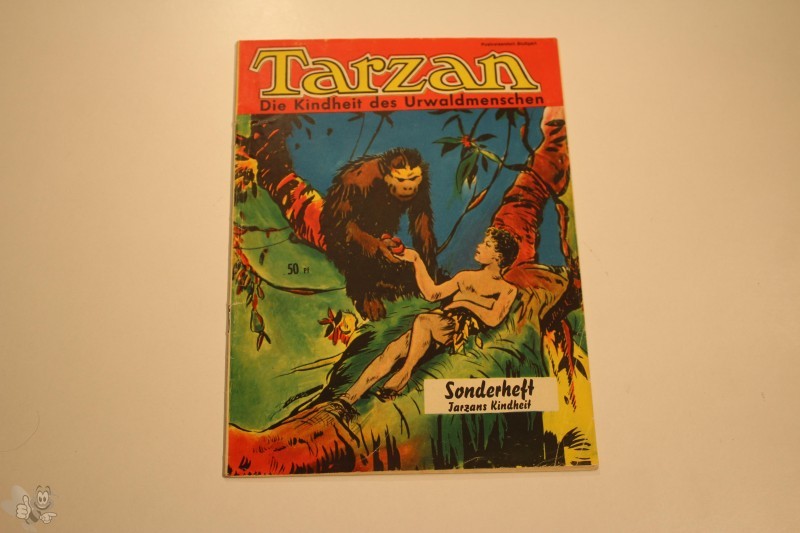 Tarzan
Die Kindheit des Urwaldmenschen
50 Pf
Sonderheft
Tarzans Kindheit